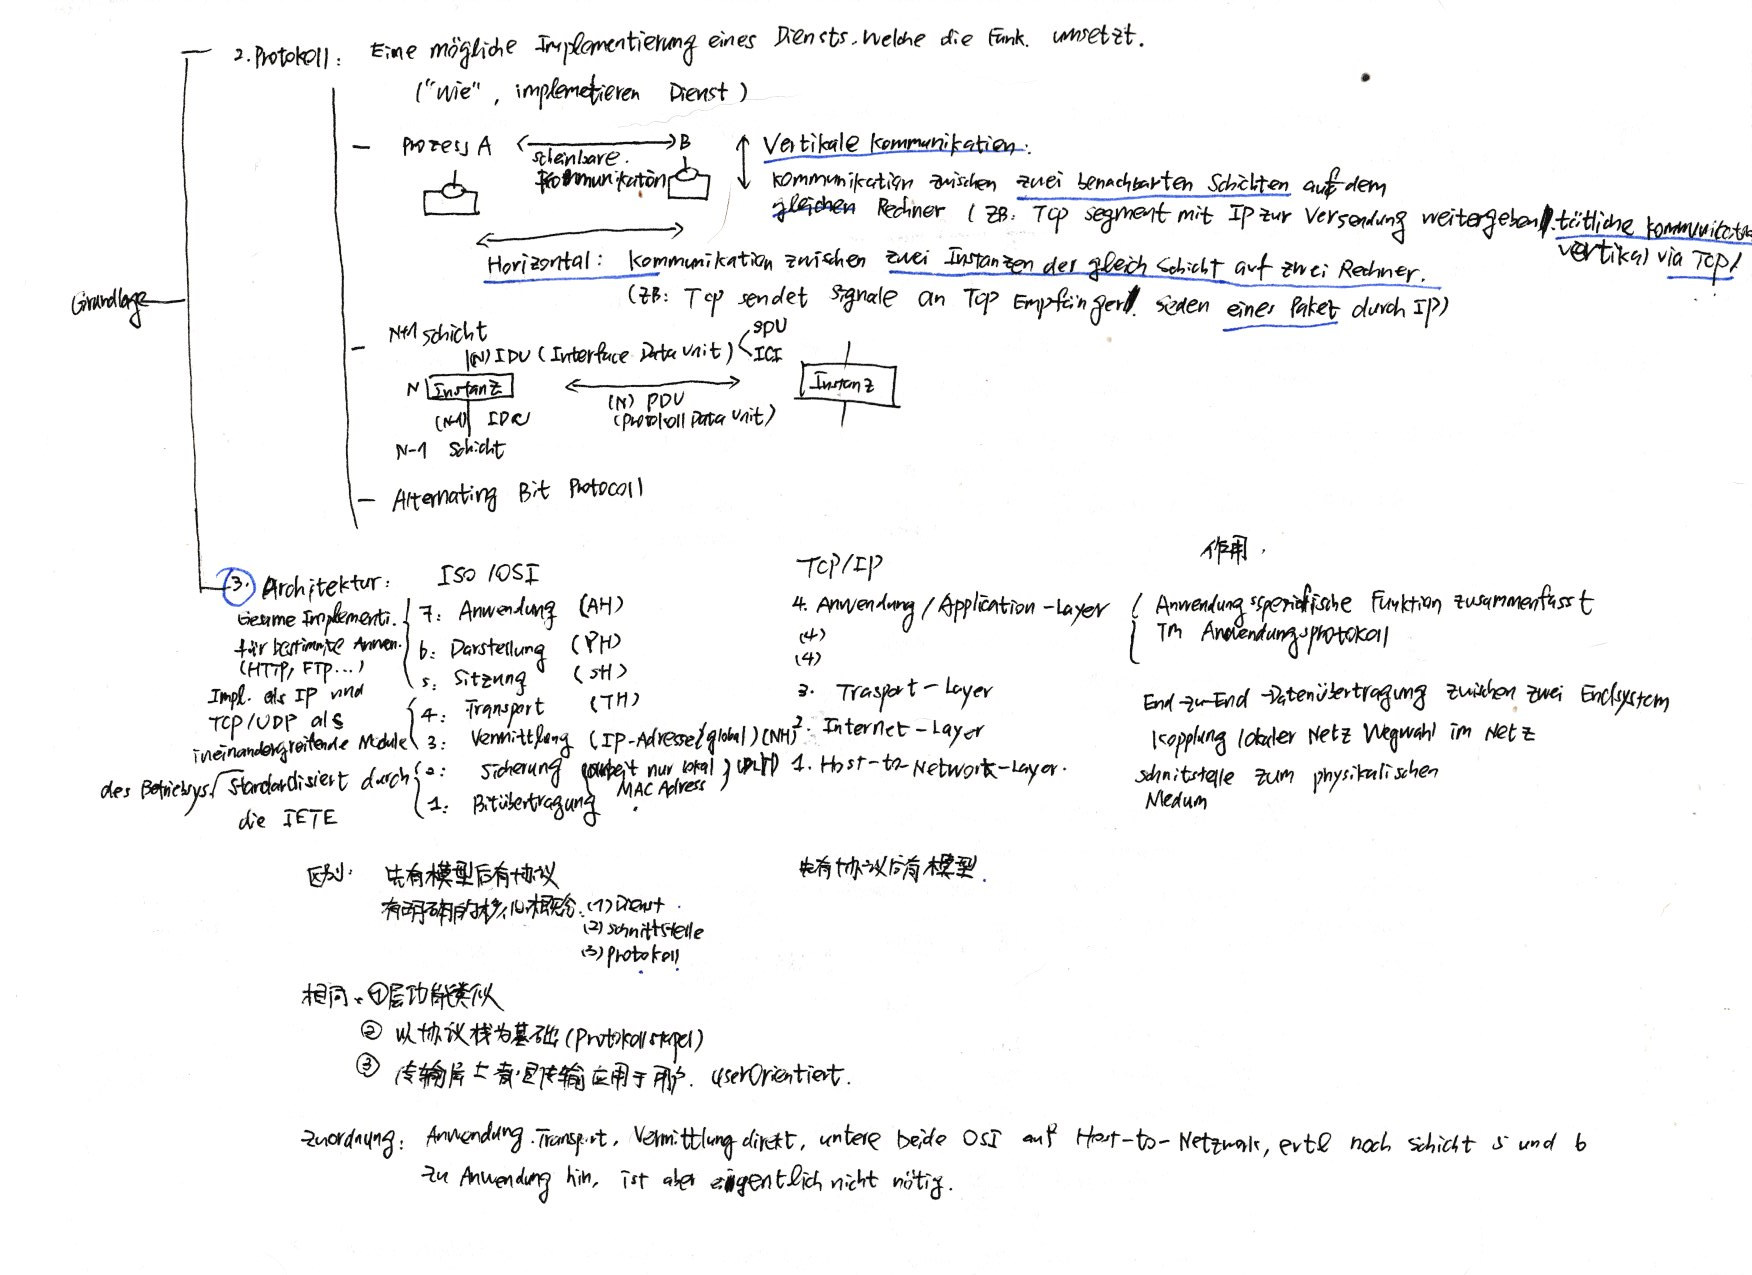 2. Protokoll: Eine mögliche Implementierung eines Diensts. welche die Funk. umsetzt.
("Wie", implemetieren Dienst)
- Prozess A B
scheinbare.
Kommunikation
Vertikale Kommunikation:
Kommunikation zwischen zwei benachbarten Schichten auf dem
gleichen Rechner (ZB: TCP segment mit IP zur Versendung weitergeben
kommunikation
vertikal via TCP
Horizontal: Kommunikation zwischen zwei Instanzen der gleich Schicht auf zwei Rechner.
(ZB: TCP sendet Signale an TCP Empfänger. eines Paket durch IP)
Grundlage
- N+1 Schicht
(N) IDU (Interface Data unit) SDU
ICI
N Instanz
(N) PDU
(Protokoll Data Unit)
Instanz
(N-1)
N-1 Schicht
- Alternating Bit Protocoll
3. Architektur: ISO/OSI TCP/IP 作用.
Implementi.
7: Anwendung (AH) 4. Anwendung/Application-Layer Anwendungsspezifische Funktion zusammenfasst
für bestimmte Anwen. 6: Darstellung (PH) (4) Im Anwendungsprotokoll
(HTTP, FTP...) 5: Sitzung (SH) (4)
Impl. als IP und
TCP/UDP als 4: Transport (TH) 3. Trasport-Layer End-zu-End-Datenübertragung zwischen zwei Endsystem
ineinandergreifende Module 3: Vermittlung (IP-Adresse(global)(NH) 2. Internet-Layer Kopplung lokaler Netz Wegwahl im Netz
des Betriebsys. Standardisiert durch 2: Sicherung (arbeit nur lokal 1. Host-to-Network-Layer. schnitstelle zum physikalischen
MAC Adress) Medum
1: Bitübertragung
die IETE
区别: 先有模型后有协议 先有协议后有模型.
有明确的核心概念: (1) Dienst.
(2) Schnittstelle
(3) Protokoll
相同: ①层功能类似
② 以协议栈为基础 (Protokollstapel)
③ 传输层 传输应用于用户. userOrientiert.
Zuordnung: Anwendung. Transport, Vermittlung direkt, untere beide OSI auf Host-to-Netzwerk, evtl noch schicht 5 und 6
zu Anwendung hin, ist aber eigentlich nicht nötig.